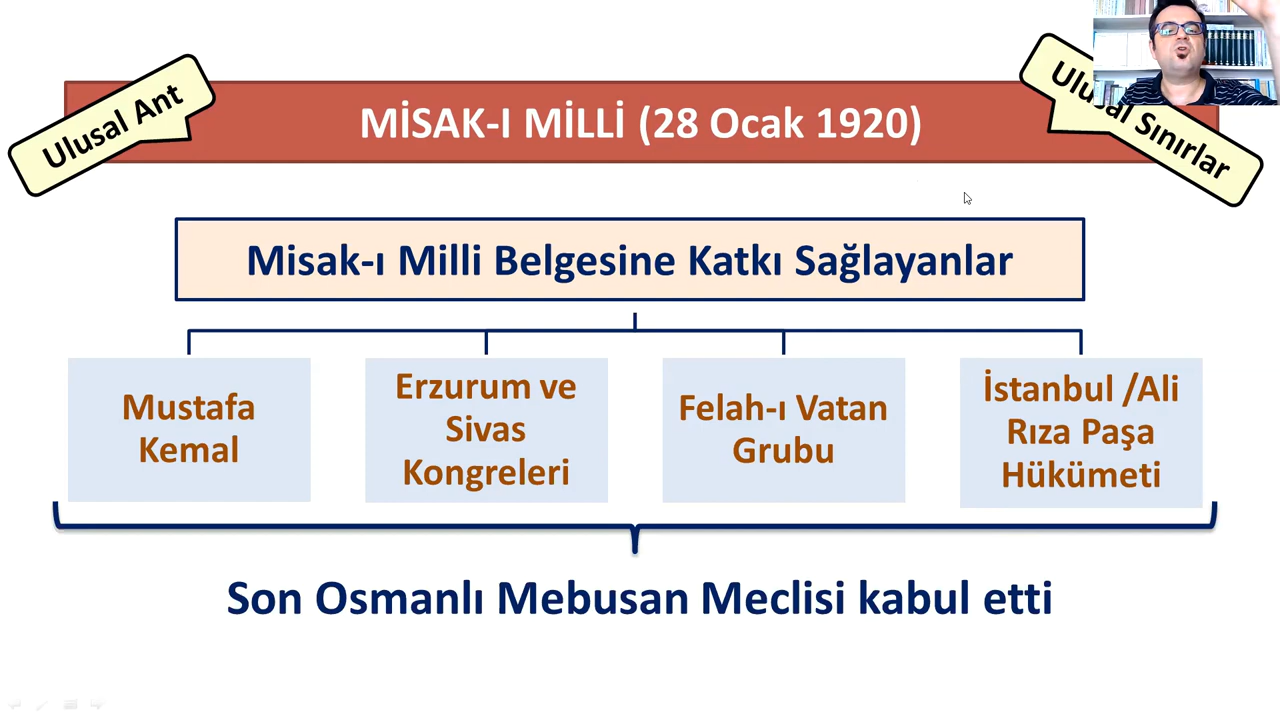 Ulusal Ant
MİSAK-I MİLLİ (28 Ocak 1920)
Ulusal Sınırlar
Misak-ı Milli Belgesine Katkı Sağlayanlar
Mustafa
Kemal
Erzurum ve
Sivas
Kongreleri
Felah-ı Vatan
Grubu
İstanbul /Ali
Rıza Paşa
Hükümeti
Son Osmanlı Mebusan Meclisi kabul etti